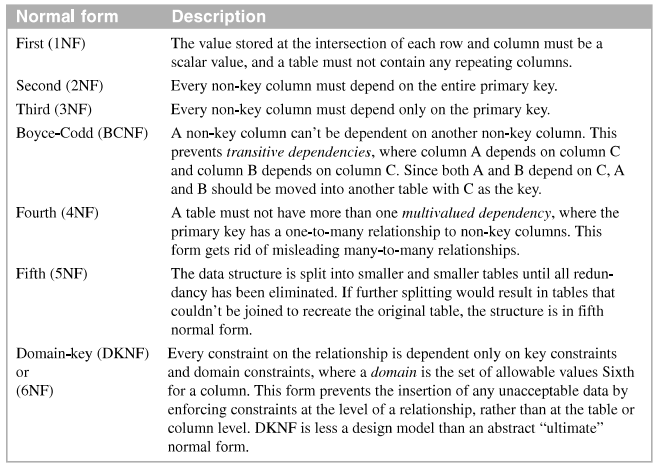 Normal form Description
First (1NF) The value stored at the intersection of each row and column must be a
scalar value, and a table must not contain any repeating columns.
Second (2NF) Every non-key column must depend on the entire primary key.
Third (3NF) Every non-key column must depend only on the primary key.
Boyce-Codd (BCNF) A non-key column can't be dependent on another non-key column. This
prevents transitive dependencies, where column A depends on column C
and column B depends on column C. Since both A and B depend on C, A
and B should be moved into another table with C as the key.
Fourth (4NF) A table must not have more than one multivalued dependency, where the
primary key has a one-to-many relationship to non-key columns. This
form gets rid of misleading many-to-many relationships.
Fifth (5NF) The data structure is split into smaller and smaller tables until all redun-
dancy has been eliminated. If further splitting would result in tables that
couldn't be joined to recreate the original table, the structure is in fifth
normal form.
Domain-key (DKNF) Every constraint on the relationship is dependent only on key constraints
or and domain constraints, where a domain is the set of allowable values Sixth
(6NF) for a column. This form prevents the insertion of any unacceptable data by
enforcing constraints at the level of a relationship, rather than at the table or
column level. DKNF is less a design model than an abstract "ultimate"
normal form.